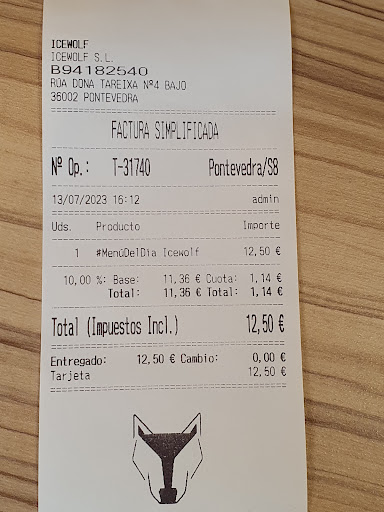 ICEWOLF
ICEWOLF S.L.
B94182540
RÚA DONA TAREIXA Nº4 BAJO
36002 PONTEVEDRA
FACTURA SIMPLIFICADA
Nº Op.: T-31740 Pontevedra/SB
13/07/2023 16:12 admin
Uds. Producto Importe
1 #MenúDelDía Icewolf 12,50 €
10,00 %: Base: 11,36 € Cuota: 1,14 €
Total: 11,36 € Total: 1,14 €
Total (Impuestos Incl.) 12,50 €
Entregado: 12,50 € Cambio: 0,00 €
Tarjeta 12,50 €